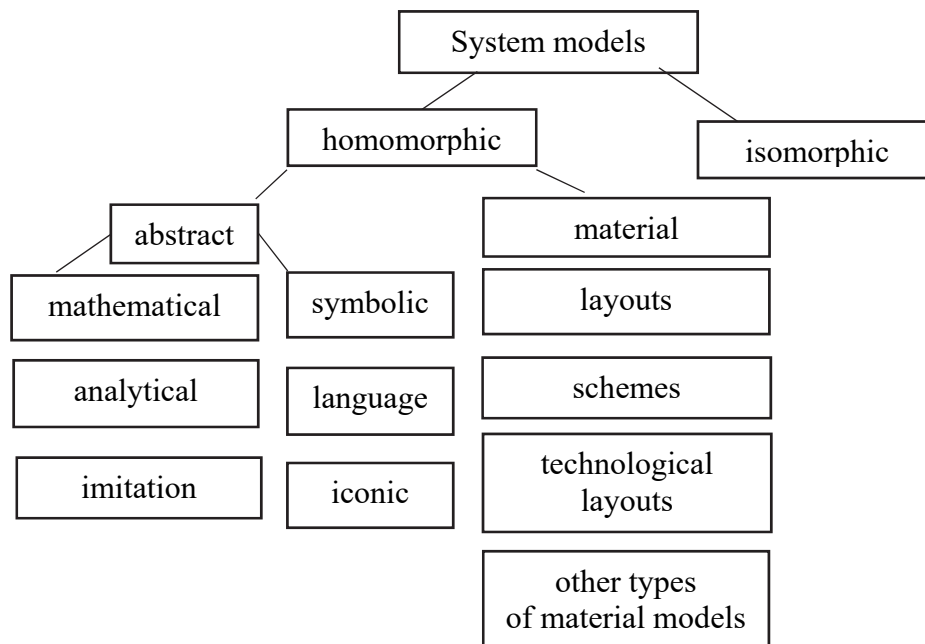 System models
homomorphic
isomorphic
abstract
material
mathematical
symbolic
layouts
analytical
language
schemes
imitation
iconic
technological
layouts
other types
of material models